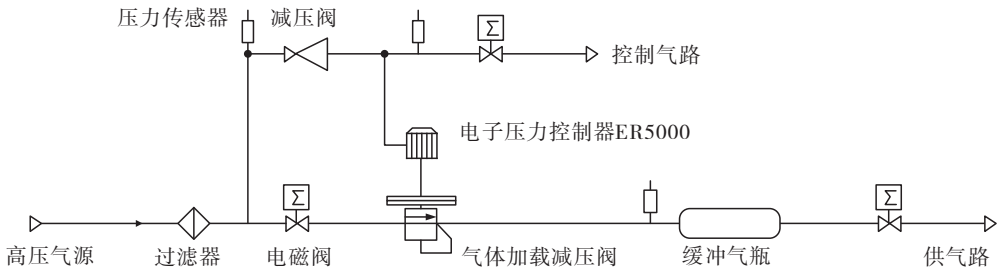 压力传感器
减压阀
Σ
控制气路
电子压力控制器ER5000
Σ
Σ
高压气源
过滤器
电磁阀
气体加载减压阀
缓冲气瓶
供气路